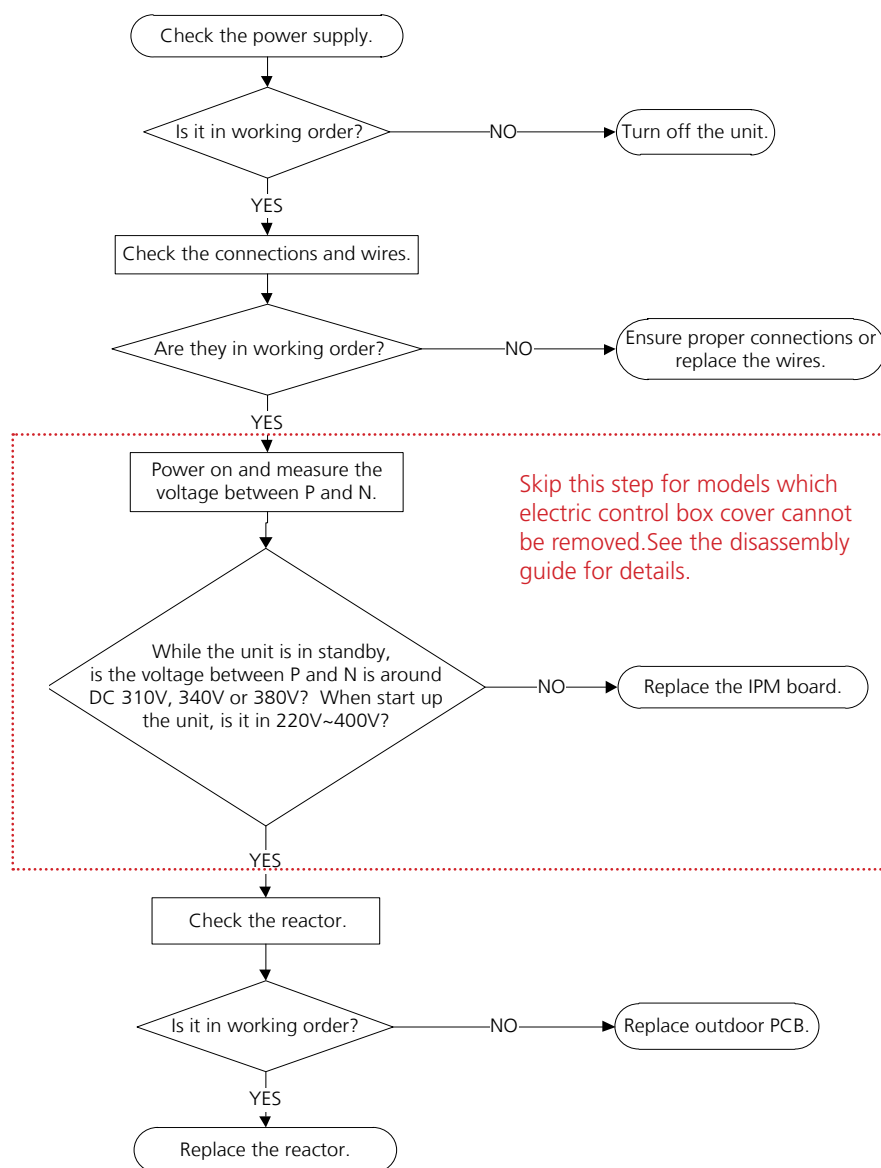 Check the power supply.
Is it in working order?
NO
Turn off the unit.
YES
Check the connections and wires.
Are they in working order?
NO
Ensure proper connections or
replace the wires.
YES
Power on and measure the
voltage between P and N.
Skip this step for models which
electric control box cover cannot
be removed.See the disassembly
guide for details.
While the unit is in standby,
is the voltage between P and N is around
DC 310V, 340V or 380V? When start up
the unit, is it in 220V~400V?
NO
Replace the IPM board.
YES
Check the reactor.
Is it in working order?
NO
Replace outdoor PCB.
YES
Replace the reactor.